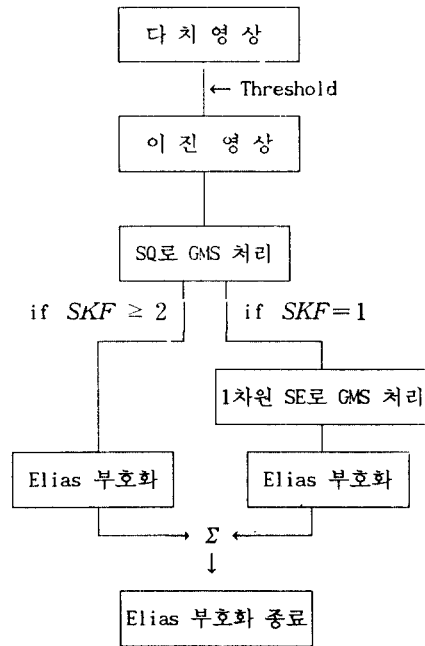 다 치 영 상
← Threshold
이 진 영 상
SQ로 GMS 처리
if SKF ≥ 2
if SKF=1
1차원 SE로 GMS 처리
Elias 부호화
Elias 부호화
Σ
Elias 부호화 종료